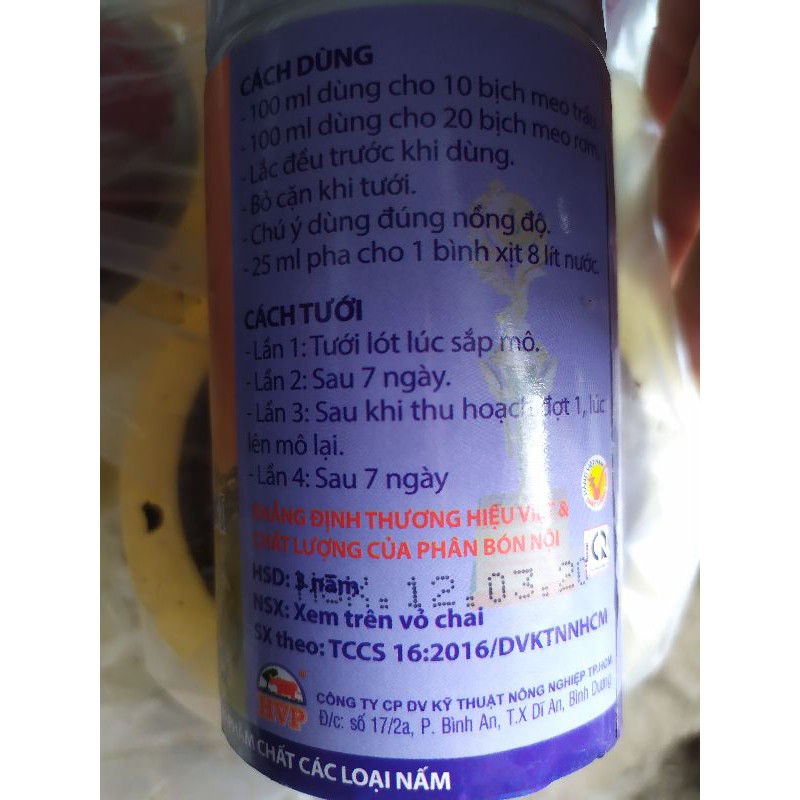 CÁCH DÙNG
- 100 ml dùng cho 10 bịch meo trấu.
- 100 ml dùng cho 20 bịch meo rơm.
- Lắc đều trước khi dùng.
- Bỏ cặn khi tưới.
- Chú ý dùng đúng nồng độ.
- 25 ml pha cho 1 bình xịt 8 lít nước.
CÁCH TƯỚI
- Lần 1: Tưới lót lúc sắp mô.
- Lần 2: Sau 7 ngày.
- Lần 3: Sau khi thu hoạch đợt 1, lúc
lên mô lại.
- Lần 4: Sau 7 ngày
KHẲNG ĐỊNH THƯƠNG HIỆU VIỆT &
CHẤT LƯỢNG CỦA PHÂN BÓN NỘI
HSD: 3 năm
12.03.20
NSX: Xem trên vỏ chai
SX theo: TCCS 16:2016/DVKTNNHCM
HVP
CÔNG TY CP DV KỸ THUẬT NÔNG NGHIỆP TP.HCM
Đ/c: số 17/2a, P. Bình An, T.X Dĩ An, Bình Dương
PHẨM CHẤT CÁC LOẠI NẤM